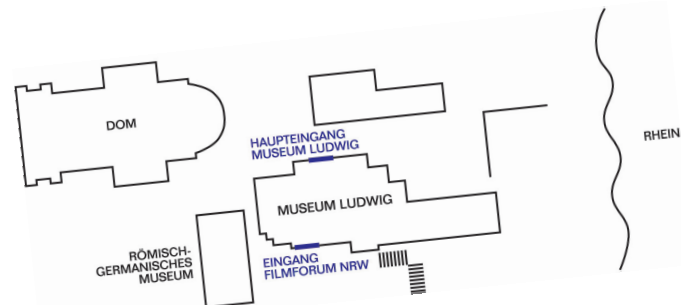 DOM
HAUPTEINGANG
MUSEUM LUDWIG
RHEIN
MUSEUM LUDWIG
RÖMISCH-
GERMANISCHES
MUSEUM
EINGANG
FILMFORUM NRW